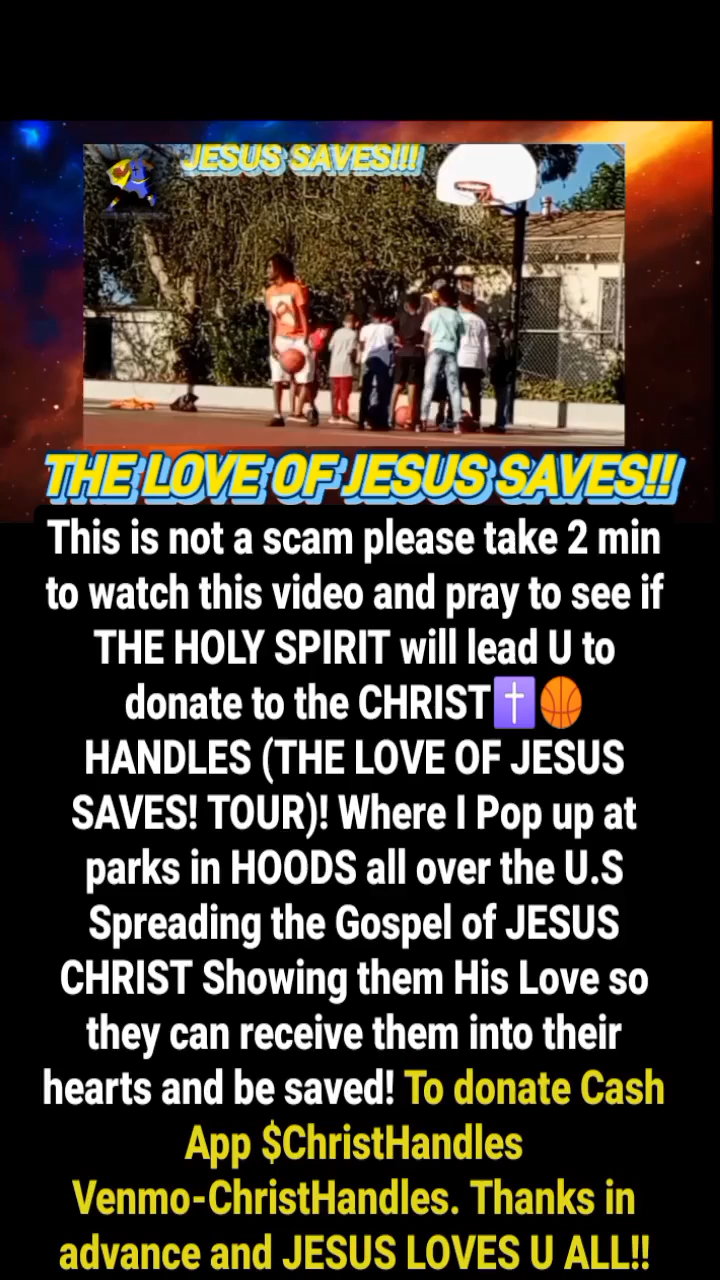 JESUS SAVES!!!
THE LOVE OF JESUS SAVES!!
This is not a scam please take 2 min
to watch this video and pray to see if
THE HOLY SPIRIT will lead U to
donate to the CHRIST✝️🏀
HANDLES (THE LOVE OF JESUS
SAVES! TOUR)! Where I Pop up at
parks in HOODS all over the U.S
Spreading the Gospel of JESUS
CHRIST Showing them His Love so
they can receive them into their
hearts and be saved! To donate Cash
App $ChristHandles
Venmo-ChristHandles. Thanks in
advance and JESUS LOVES U ALL!!